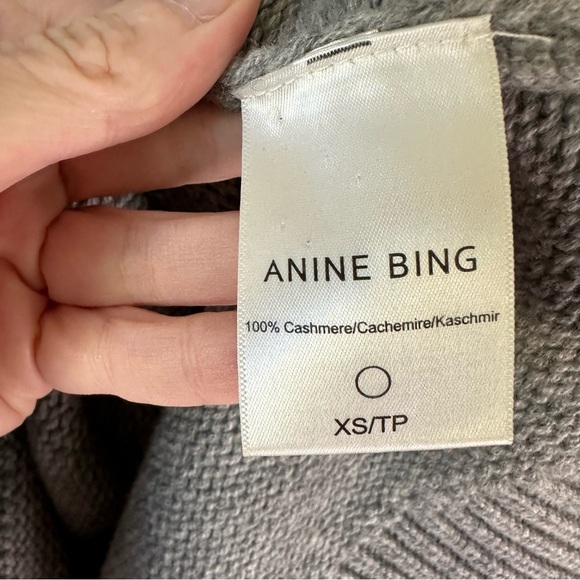 ANINE BING
100% Cashmere/Cachemire/Kaschmir
XS/TP